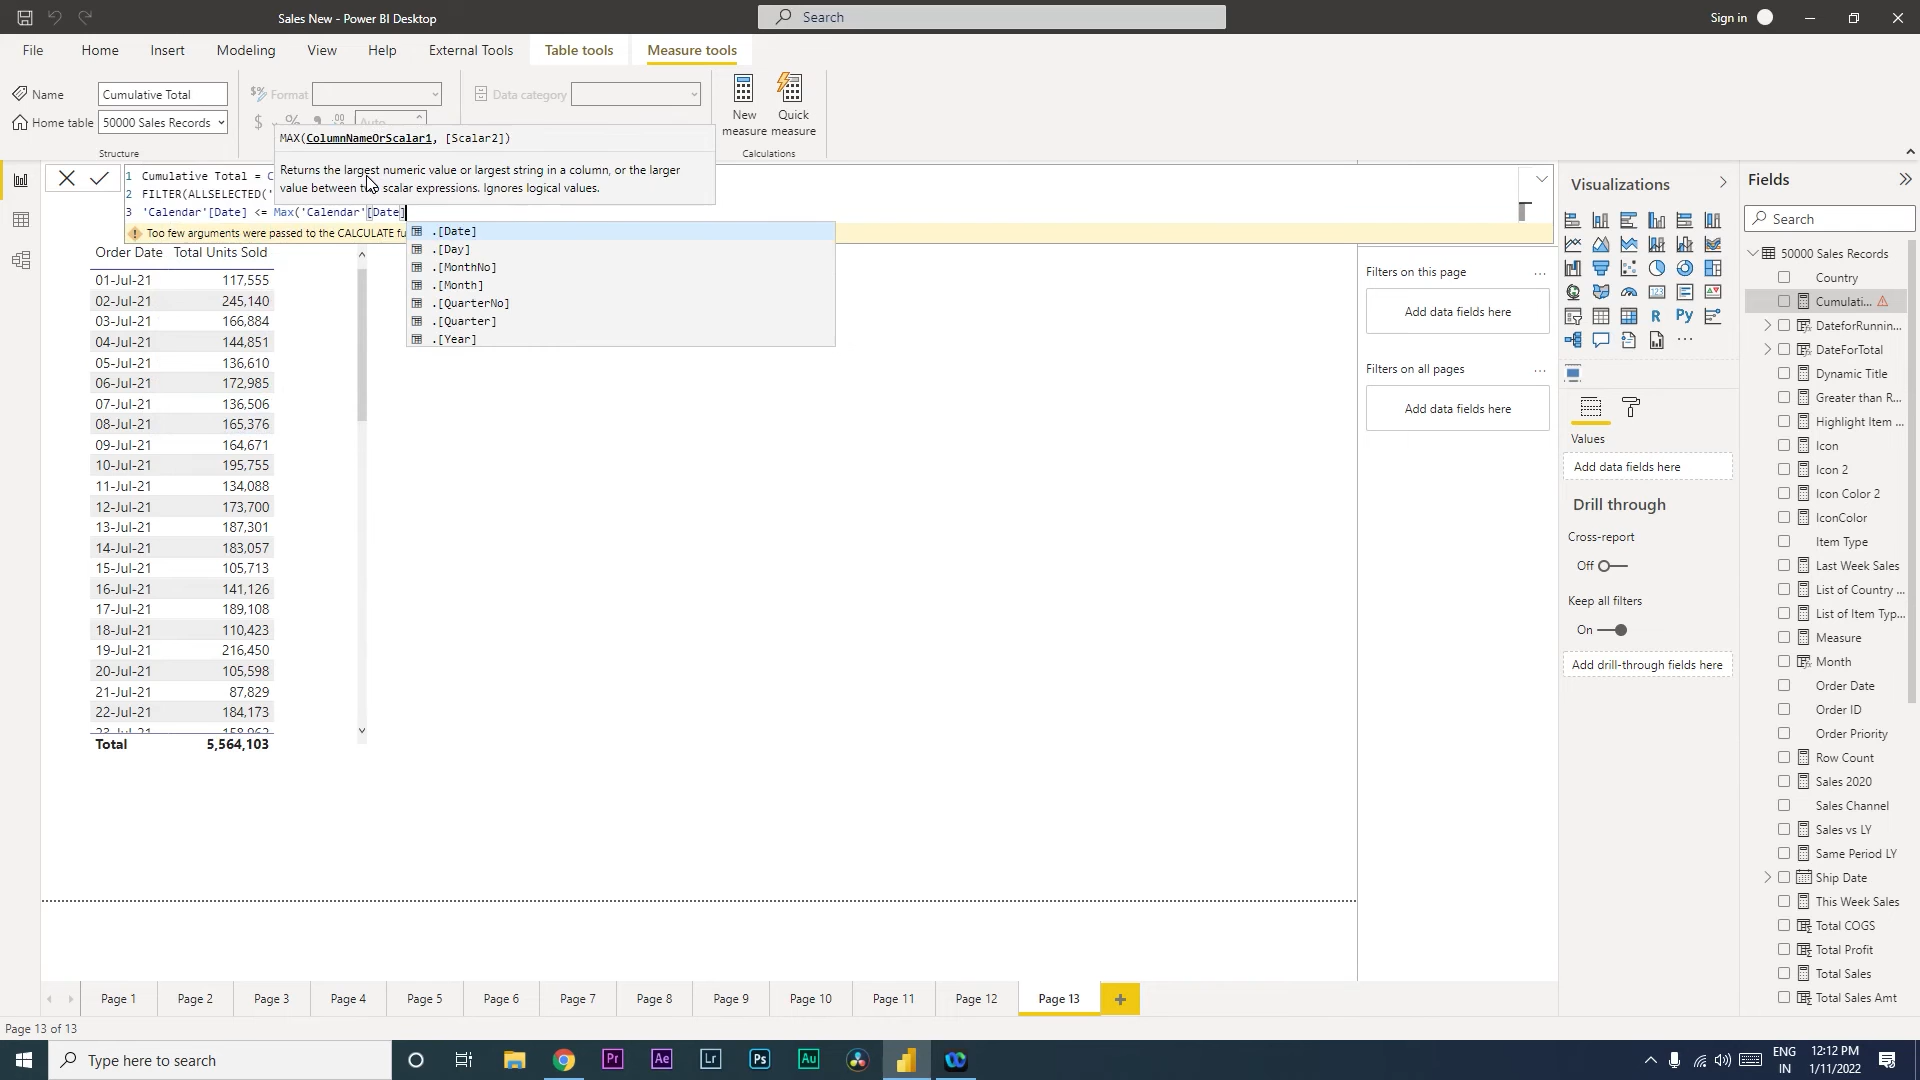 Sales New - Power BI Desktop
Search
Sign in
File Home Insert Modeling View Help External Tools Table tools Measure tools
Name Cumulative Total
Home table 50000 Sales Records
Structure
$% Format
Data category
$ % Auto
New measure
Quick measure
Calculations
MAX(ColumnNameOrScalar1, [Scalar2])
Returns the largest numeric value or largest string in a column, or the larger
value between two scalar expressions. Ignores logical values.
1 Cumulative Total = C
2 FILTER(ALLSELECTED('
3 'Calendar'[Date] <= Max('Calendar'[Date]
Too few arguments were passed to the CALCULATE fu
.[Date]
.[Day]
.[MonthNo]
.[Month]
.[QuarterNo]
.[Quarter]
.[Year]
Order Date Total Units Sold
01-Jul-21 117,555
02-Jul-21 245,140
03-Jul-21 166,884
04-Jul-21 144,851
05-Jul-21 136,610
06-Jul-21 172,985
07-Jul-21 136,506
08-Jul-21 165,376
09-Jul-21 164,671
10-Jul-21 195,755
11-Jul-21 134,088
12-Jul-21 173,700
13-Jul-21 187,301
14-Jul-21 183,057
15-Jul-21 105,713
16-Jul-21 141,126
17-Jul-21 189,108
18-Jul-21 110,423
19-Jul-21 216,450
20-Jul-21 105,598
21-Jul-21 87,829
22-Jul-21 184,173
23-Jul-21 158,962
Total 5,564,103
Filters on this page ...
Add data fields here
Filters on all pages ...
Add data fields here
Visualizations
R Py
...
Values
Add data fields here
Drill through
Cross-report
Off
Keep all filters
On
Add drill-through fields here
Fields
Search
50000 Sales Records
Country
Cumulati...
DateforRunnin...
DateForTotal
Dynamic Title
Greater than R...
Highlight Item ...
Icon
Icon 2
Icon Color 2
IconColor
Item Type
Last Week Sales
List of Country ...
List of Item Typ...
Measure
Month
Order Date
Order ID
Order Priority
Row Count
Sales 2020
Sales Channel
Sales vs LY
Same Period LY
Ship Date
This Week Sales
Total COGS
Total Profit
Total Sales
Total Sales Amt
Page 1 Page 2 Page 3 Page 4 Page 5 Page 6 Page 7 Page 8 Page 9 Page 10 Page 11 Page 12 Page 13 +
Page 13 of 13
Type here to search
Pr Ae Lr Ps Au
ENG
IN
12:12 PM
1/11/2022